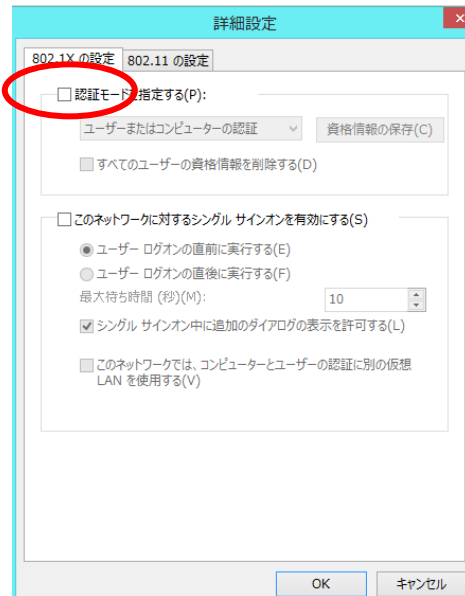 詳細設定
802.1X の設定
802.11 の設定
認証モードを指定する(P):
ユーザーまたはコンピューターの認証
資格情報の保存(C)
すべてのユーザーの資格情報を削除する(D)
このネットワークに対するシングル サインオンを有効にする(S)
ユーザー ログオンの直前に実行する(E)
ユーザー ログオンの直後に実行する(F)
最大待ち時間 (秒)(M):
10
シングル サインオン中に追加のダイアログの表示を許可する(L)
このネットワークでは、コンピューターとユーザーの認証に別の仮想
LAN を使用する(V)
OK
キャンセル